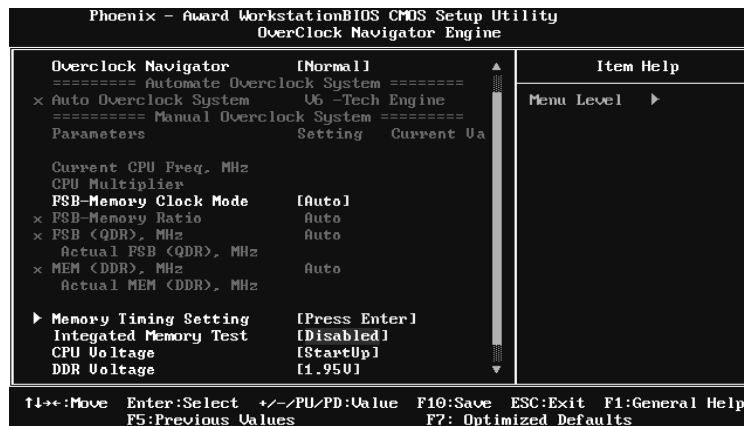 Phoenix - Award WorkstationBIOS CMOS Setup Utility
OverClock Navigator Engine
Overclock Navigator [Normal]
========= Automate Overclock System ========
x Auto Overclock System V6 -Tech Engine
========== Manual Overclock System =========
Parameters Setting Current Va
Current CPU Freq, MHz
CPU Multiplier
FSB-Memory Clock Mode [Auto]
x FSB-Memory Ratio Auto
x FSB (QDR), MHz Auto
Actual FSB (QDR), MHz
x MEM (DDR), MHz Auto
Actual MEM (DDR), MHz
▶ Memory Timing Setting [Press Enter]
Integated Memory Test [Disabled]
CPU Voltage [StartUp]
DDR Voltage [1.95V]
Item Help
Menu Level ▶
↑↓→←:Move Enter:Select +/-/PU/PD:Value F10:Save ESC:Exit F1:General Help
F5:Previous Values F7: Optimized Defaults